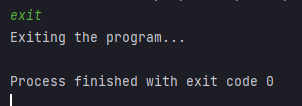 exit
Exiting the program...
Process finished with exit code 0